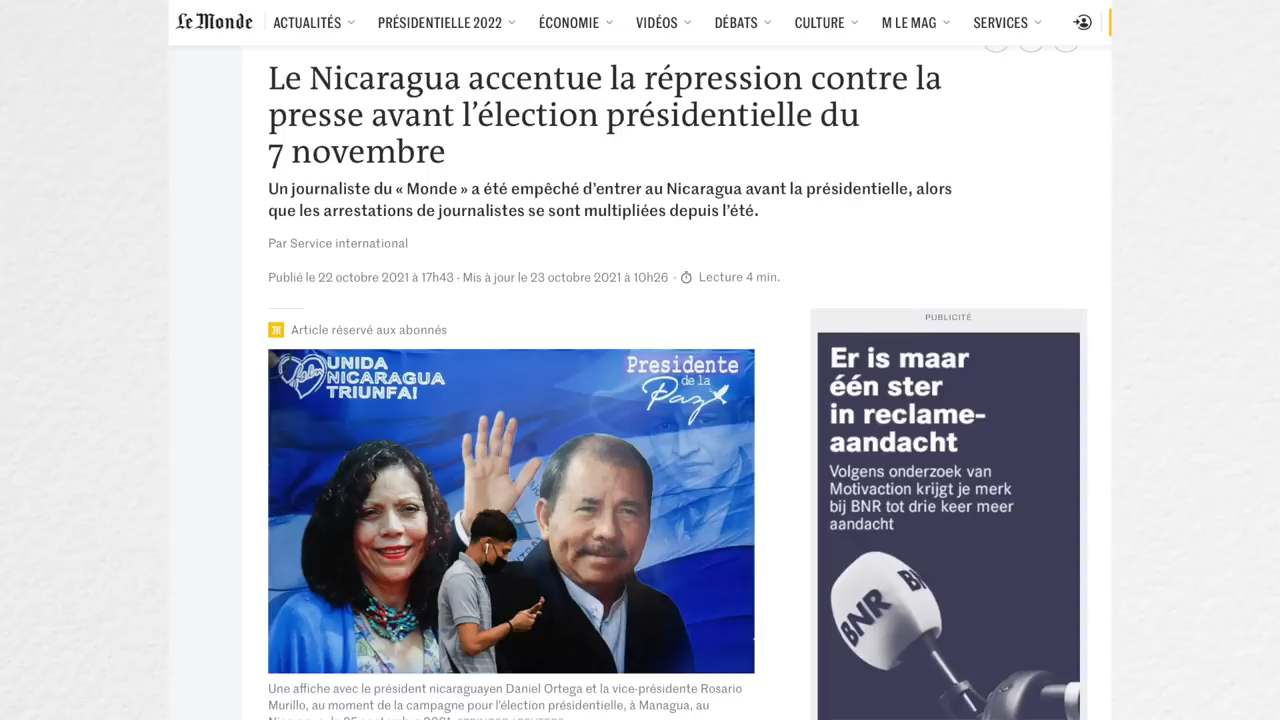 Le Monde
ACTUALITÉS
PRÉSIDENTIELLE 2022
ÉCONOMIE
VIDÉOS
DÉBATS
CULTURE
M LE MAG
SERVICES
Le Nicaragua accentue la répression contre la
presse avant l’élection présidentielle du
7 novembre
Un journaliste du « Monde » a été empêché d’entrer au Nicaragua avant la présidentielle, alors
que les arrestations de journalistes se sont multipliées depuis l’été.
Par Service international
Publié le 22 octobre 2021 à 17h43 - Mis à jour le 23 octobre 2021 à 10h26 · Lecture 4 min.
Article réservé aux abonnés
UNIDA
NICARAGUA
TRIUNFA!
Presidente
de la
Paz
Une affiche avec le président nicaraguayen Daniel Ortega et la vice-présidente Rosario
Murillo, au moment de la campagne pour l’élection présidentielle, à Managua, au
PUBLICITÉ
Er is maar
één ster
in reclame-
aandacht
Volgens onderzoek van
Motivaction krijgt je merk
bij BNR tot drie keer meer
aandacht
BNR